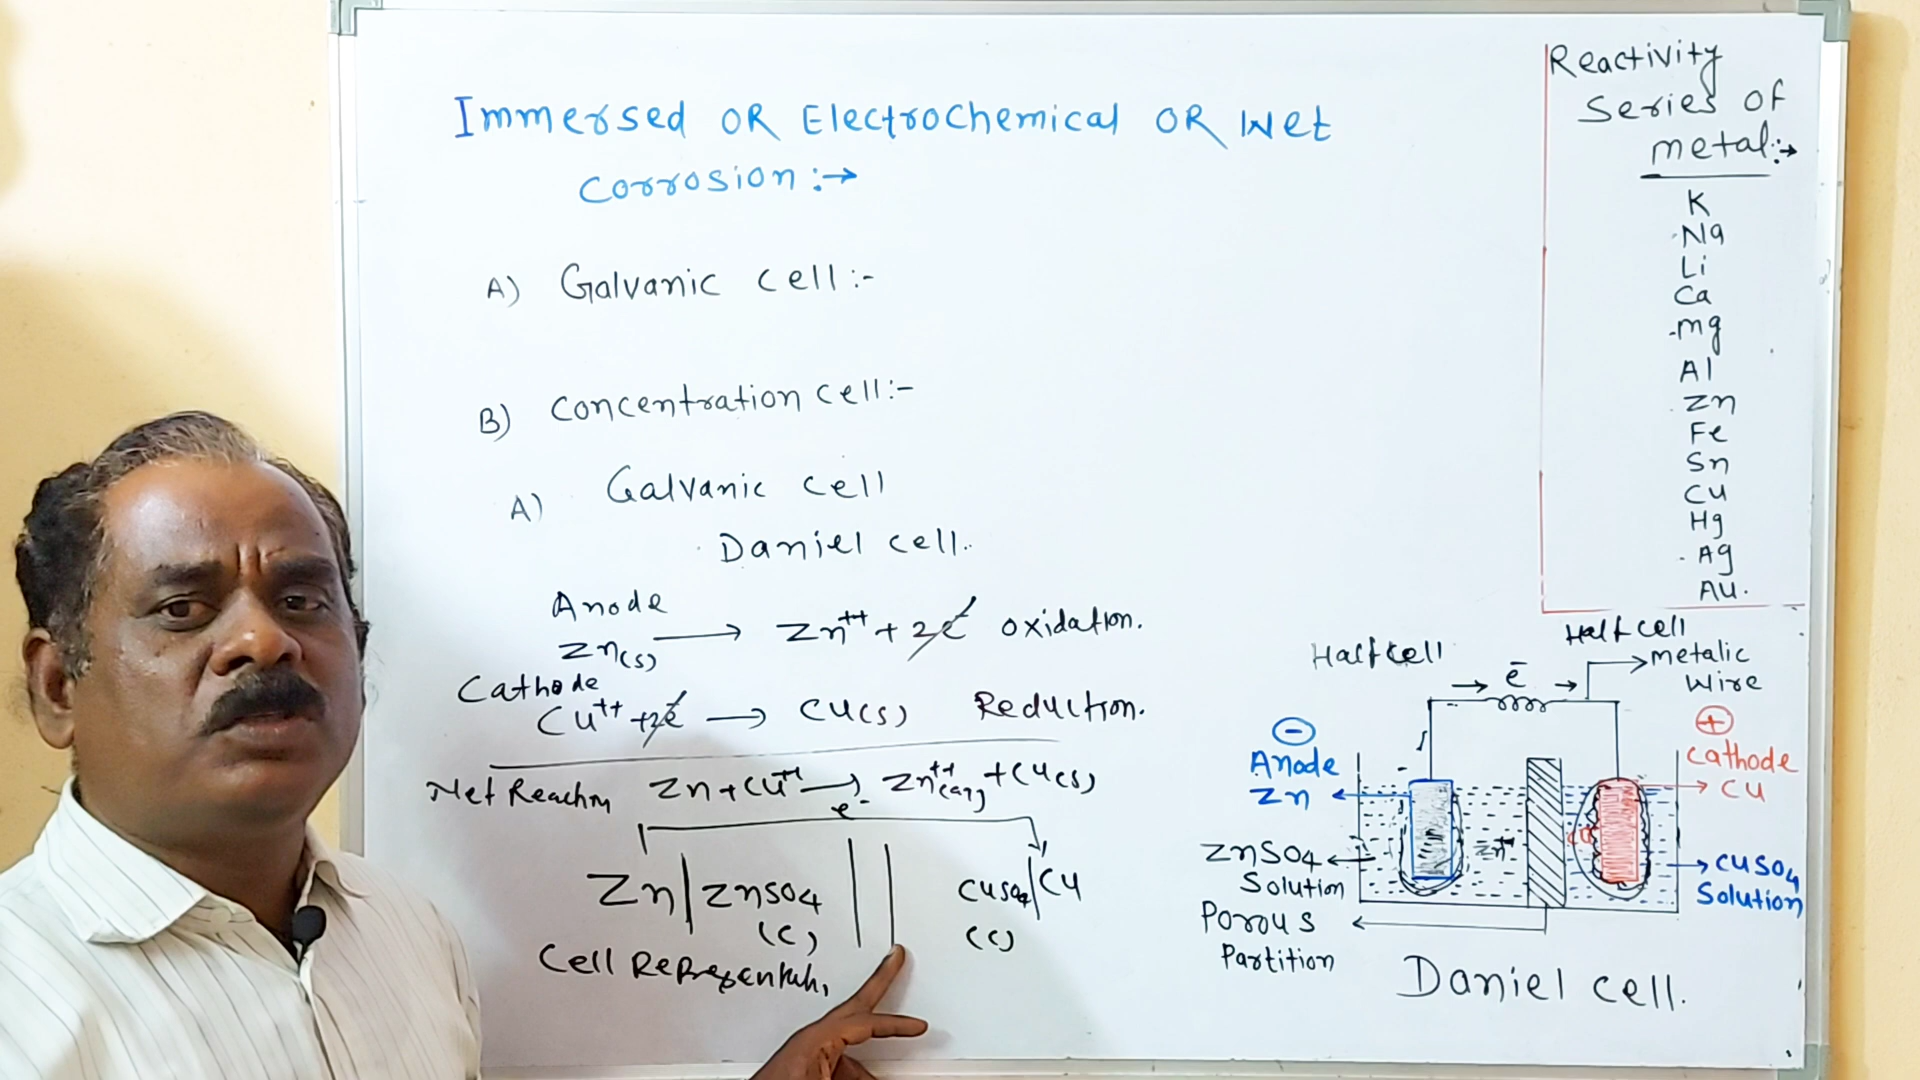 Immersed OR Electrochemical OR Wet
Corrosion :→
A) Galvanic cell :-
B) Concentration cell :-
A) Galvanic cell
Daniel cell.
Anode
Zn(s) → Zn++ + 2e- oxidation.
Cathode
Cu++ + 2e- → Cu(s) Reduction.
Net Reactn Zn + Cu++ → Zn++(aq) + Cu(s)
e-
Zn | ZnSO4 || CuSO4 | Cu
(C) (C)
Cell Representatn,
Reactivity
Series of
metal :→
K
Na
Li
Ca
mg
Al
Zn
Fe
Sn
Cu
Hg
Ag
Au.
Half cell
Half cell
→ ē →
metalic
wire
-
Anode
Zn
+
Cathode
Cu
Zn++
ZnSO4
Solution
CuSO4
Solution
Porous
Partition
Daniel cell.